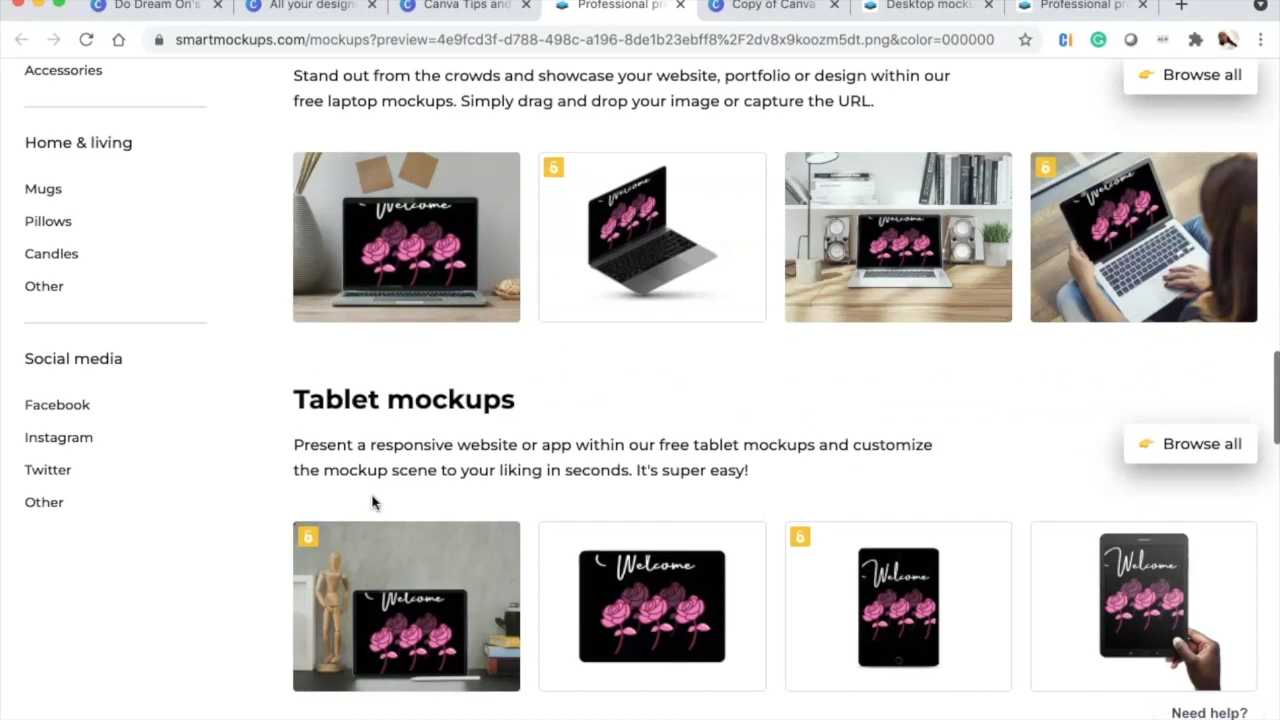 Do Dream On's
All your design
Canva Tips and
Professional pr
Copy of Canva
Desktop mocku
Professional pr
smartmockups.com/mockups?preview=4e9fcd3f-d788-498c-a196-8de1b23ebff8%2F2dv8x9koozm5dt.png&color=000000
Accessories
Home & living
Mugs
Pillows
Candles
Other
Social media
Facebook
Instagram
Twitter
Other
Stand out from the crowds and showcase your website, portfolio or design within our
free laptop mockups. Simply drag and drop your image or capture the URL.
Browse all
Welcome
Welcome
Welcome
Welcome
Tablet mockups
Present a responsive website or app within our free tablet mockups and customize
the mockup scene to your liking in seconds. It's super easy!
Browse all
Welcome
Welcome
Welcome
Welcome
Need help?